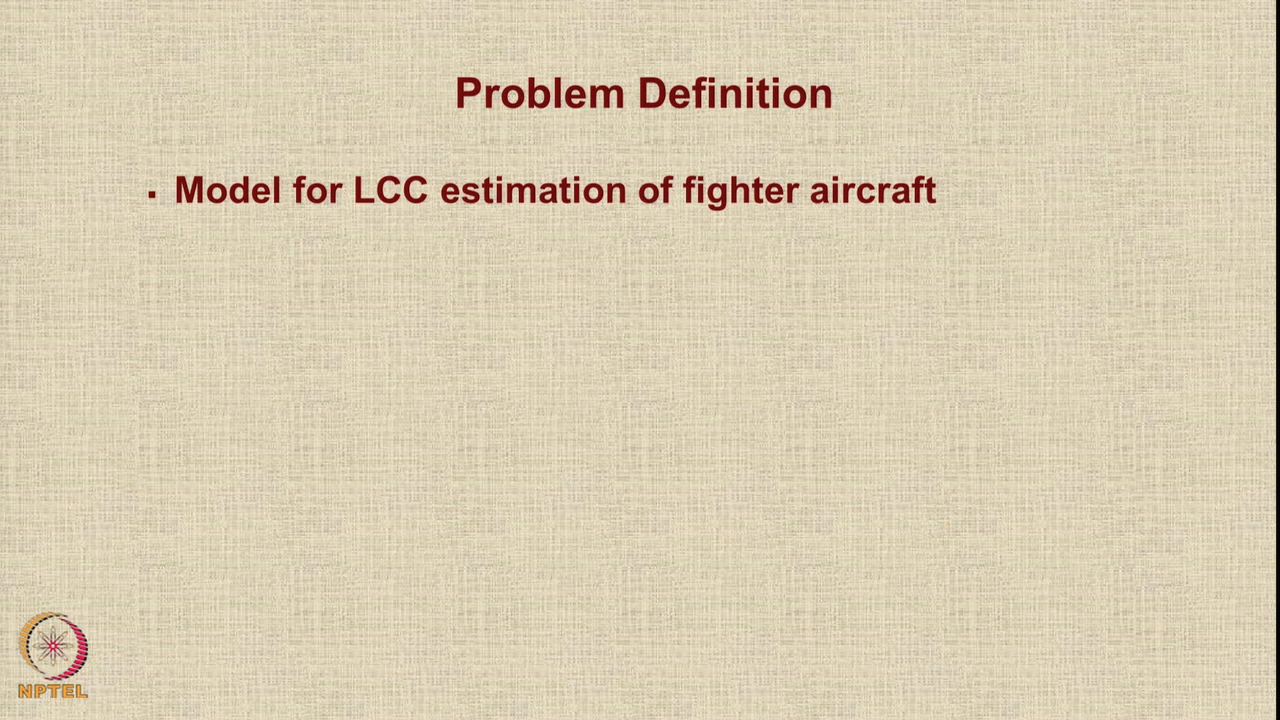 Problem Definition
▪ Model for LCC estimation of fighter aircraft
NPTEL